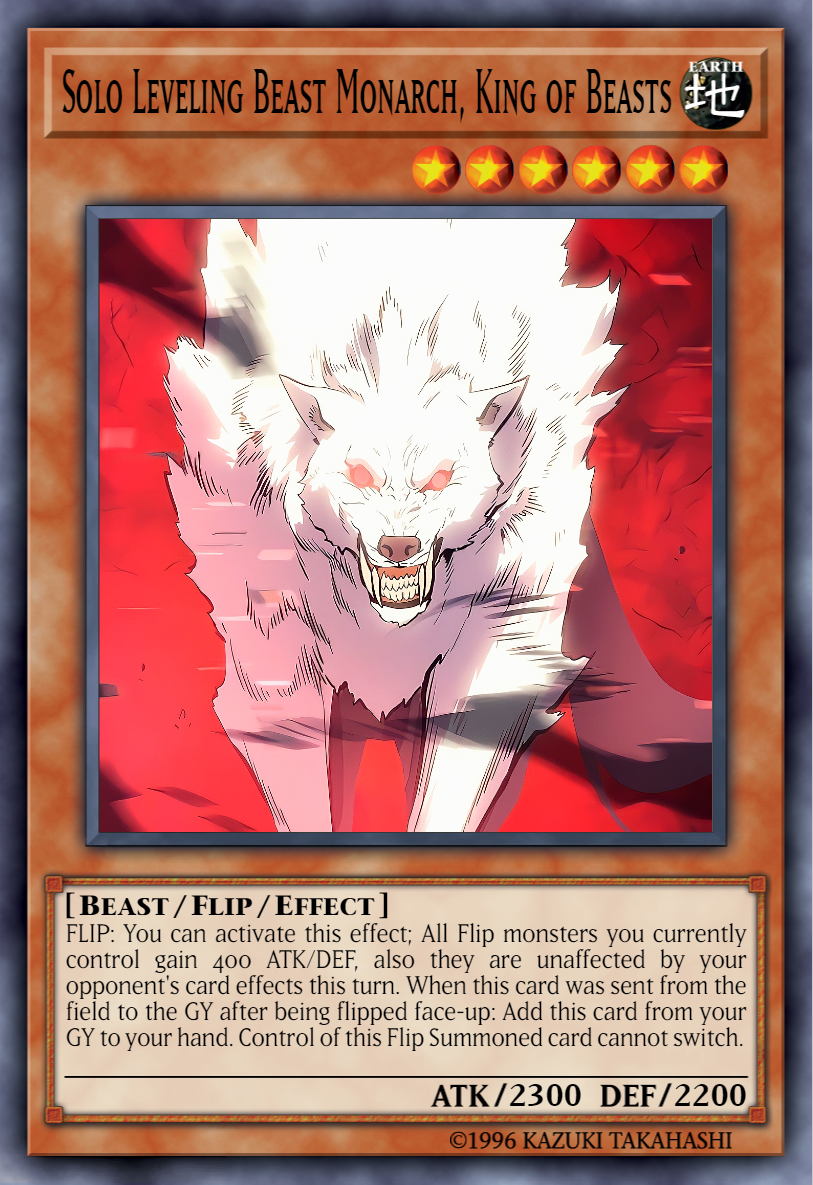 Solo Leveling Beast Monarch, King of Beasts
EARTH
地
[ Beast / Flip / Effect ]
FLIP: You can activate this effect; All Flip monsters you currently
control gain 400 ATK/DEF, also they are unaffected by your
opponent's card effects this turn. When this card was sent from the
field to the GY after being flipped face-up: Add this card from your
GY to your hand. Control of this Flip Summoned card cannot switch.
ATK/2300 DEF/2200
©1996 KAZUKI TAKAHASHI